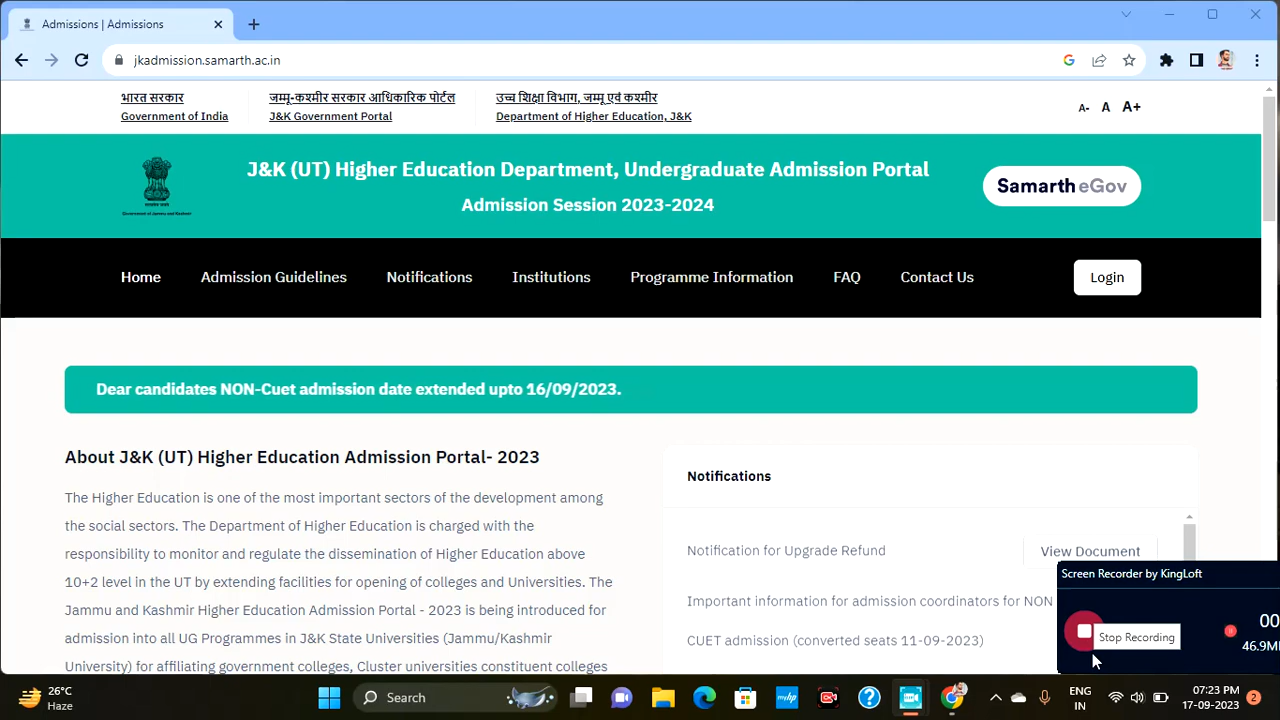 Admissions | Admissions
jkadmission.samarth.ac.in
भारत सरकार
Government of India
जम्मू-कश्मीर सरकार आधिकारिक पोर्टल
J&K Government Portal
उच्च शिक्षा विभाग, जम्मू एवं कश्मीर
Department of Higher Education, J&K
A- A A+
J&K (UT) Higher Education Department, Undergraduate Admission Portal
Admission Session 2023-2024
Samarth eGov
Government of Jammu and Kashmir
Home Admission Guidelines Notifications Institutions Programme Information FAQ Contact Us Login
Dear candidates NON-Cuet admission date extended upto 16/09/2023.
About J&K (UT) Higher Education Admission Portal- 2023
The Higher Education is one of the most important sectors of the development among
the social sectors. The Department of Higher Education is charged with the
responsibility to monitor and regulate the dissemination of Higher Education above
10+2 level in the UT by extending facilities for opening of colleges and Universities. The
Jammu and Kashmir Higher Education Admission Portal - 2023 is being introduced for
admission into all UG Programmes in J&K State Universities (Jammu/Kashmir
University) for affiliating government colleges, Cluster universities constituent colleges
Notifications
Notification for Upgrade Refund View Document
Important information for admission coordinators for NON
CUET admission (converted seats 11-09-2023)
Screen Recorder by KingLoft
00
Stop Recording
46.9M
26°C
Haze
Search
myhp
ENG
IN
07:23 PM
17-09-2023
2